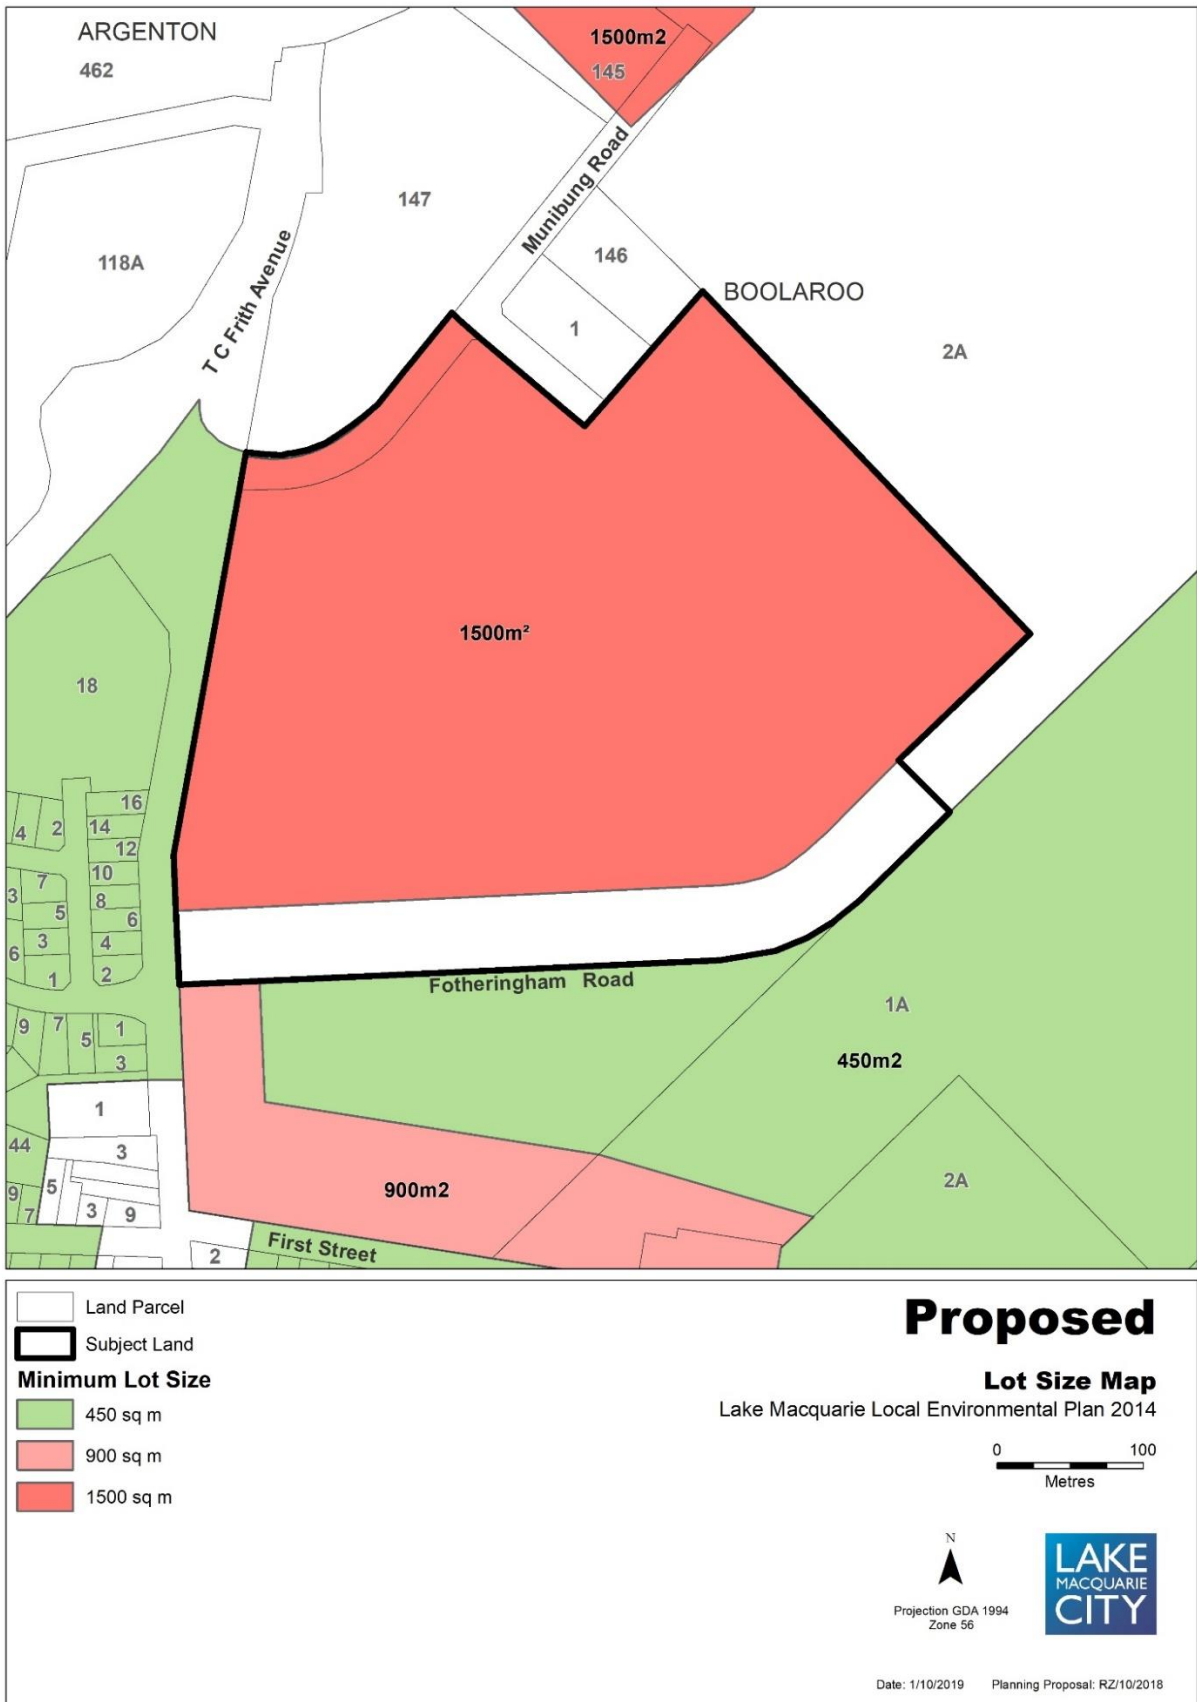 ARGENTON
462
1500m2
145
Munibung Road
147
118A
T C Frith Avenue
146
1
BOOLAROO
2A
1500m²
18
16
4
2
14
12
10
3
7
8
5
6
6
3
4
1
2
Fotheringham Road
9
7
5
1
3
1A
450m2
1
44
3
5
9
7
3
9
900m2
2A
First Street
2
Land Parcel
Subject Land
Minimum Lot Size
450 sq m
900 sq m
1500 sq m
Proposed
Lot Size Map
Lake Macquarie Local Environmental Plan 2014
0 100
Metres
N
Projection GDA 1994
Zone 56
LAKE
MACQUARIE
CITY
Date: 1/10/2019 Planning Proposal: RZ/10/2018